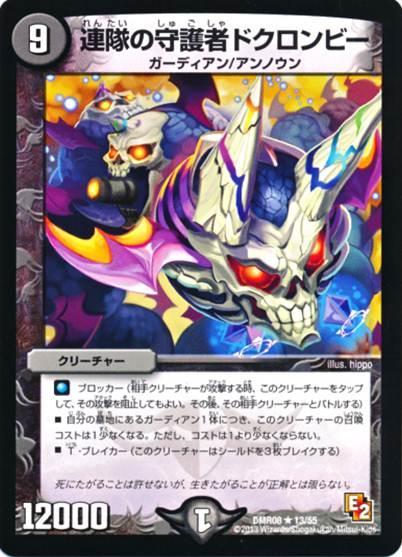 9
れんたい しゅごしゃ
連隊の守護者ドクロンビー
ガーディアン/アンノウン
illus. hippo
クリーチャー
ブロッカー(相手クリーチャーが攻撃する時、このクリーチャーをタップ
して、その攻撃を阻止してもよい。その後、その相手クリーチャーとバトルする)
■ 自分の墓地にあるガーディアン1体につき、このクリーチャーの召喚
コストは1少なくなる。ただし、コストは1より少なくならない。
■ T・ブレイカー(このクリーチャーはシールドを3枚ブレイクする)
死にたがることは許せないが、生きたがることが正解とは限らない。
DMR08 ★ 13/55
E2
12000
T
©2013 Wizards/Shogakukan/Mitsui-Kids